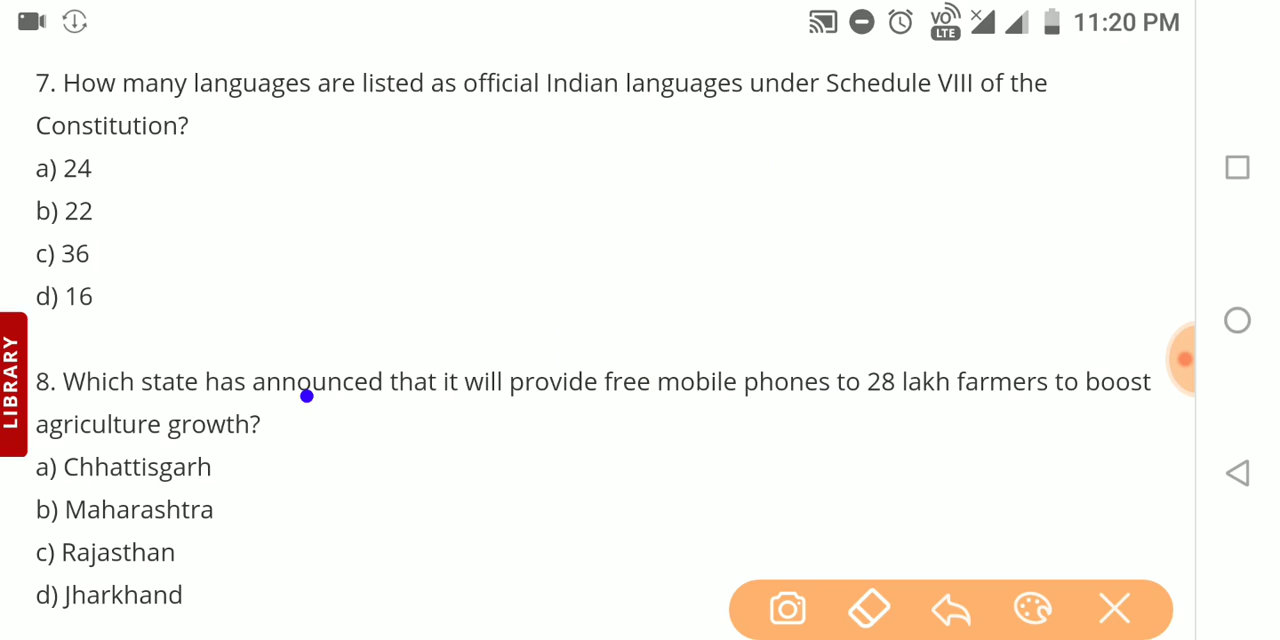 VO LTE 11:20 PM
7. How many languages are listed as official Indian languages under Schedule VIII of the
Constitution?
a) 24
b) 22
c) 36
d) 16
LIBRARY
8. Which state has announced that it will provide free mobile phones to 28 lakh farmers to boost
agriculture growth?
a) Chhattisgarh
b) Maharashtra
c) Rajasthan
d) Jharkhand